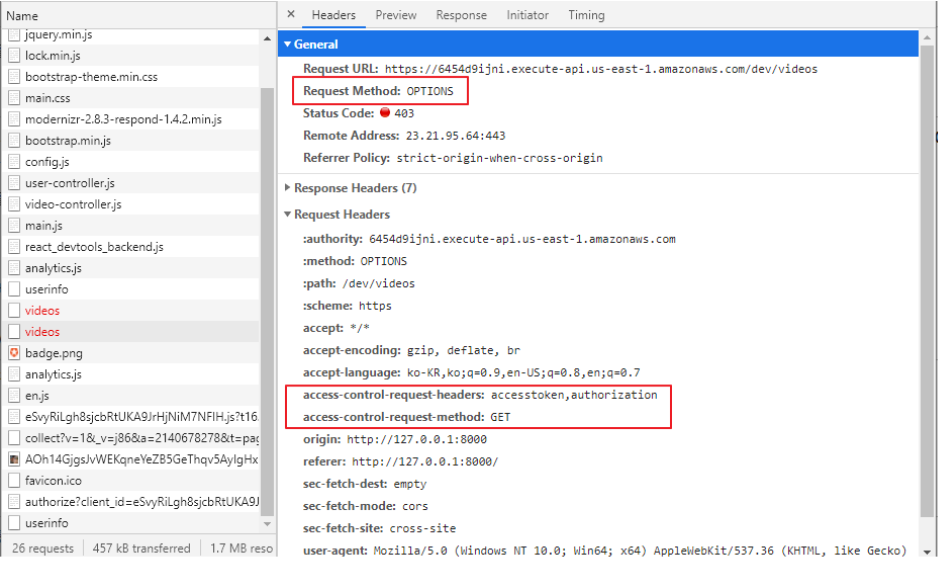 Name
jquery.min.js
lock.min.js
bootstrap-theme.min.css
main.css
modernizr-2.8.3-respond-1.4.2.min.js
bootstrap.min.js
config.js
user-controller.js
video-controller.js
main.js
react_devtools_backend.js
analytics.js
userinfo
videos
videos
badge.png
analytics.js
en.js
eSvyRiLgh8sjcbRtUKA9JrHjNiM7NFIH.js?t16
collect?v=1&_v=j86&a=2140678278&t=pag
AOh14GjgsJvWEKqneYeZB5GeThqv5AyIgHx
favicon.ico
authorize?client_id=eSvyRiLgh8sjcbRtUKA9J
userinfo
26 requests 457 kB transferred 1.7 MB reso
× Headers Preview Response Initiator Timing
▼ General
Request URL: https://6454d9ijni.execute-api.us-east-1.amazonaws.com/dev/videos
Request Method: OPTIONS
Status Code: 403
Remote Address: 23.21.95.64:443
Referrer Policy: strict-origin-when-cross-origin
▶ Response Headers (7)
▼ Request Headers
:authority: 6454d9ijni.execute-api.us-east-1.amazonaws.com
:method: OPTIONS
:path: /dev/videos
:scheme: https
accept: */*
accept-encoding: gzip, deflate, br
accept-language: ko-KR,ko;q=0.9,en-US;q=0.8,en;q=0.7
access-control-request-headers: accesstoken,authorization
access-control-request-method: GET
origin: http://127.0.0.1:8000
referer: http://127.0.0.1:8000/
sec-fetch-dest: empty
sec-fetch-mode: cors
sec-fetch-site: cross-site
user-agent: Mozilla/5.0 (Windows NT 10.0; Win64; x64) AppleWebKit/537.36 (KHTML, like Gecko)